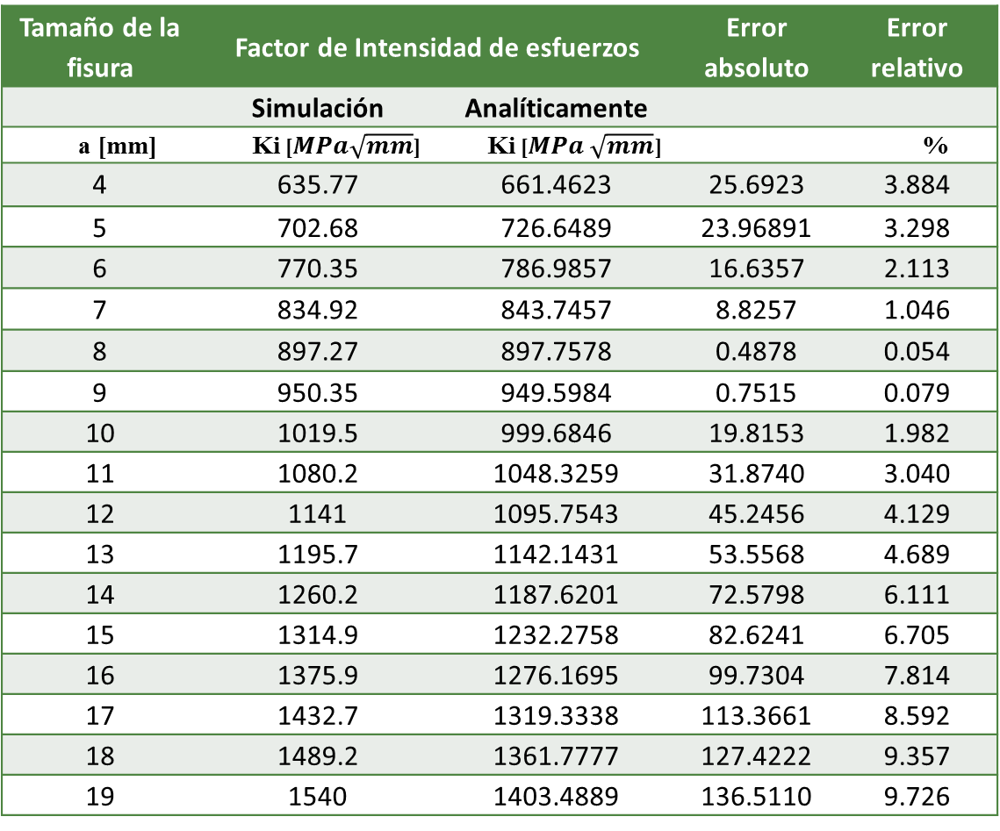 Tamaño de la fisura Factor de Intensidad de esfuerzos Error absoluto Error relativo
Simulación Analíticamente
a [mm] Ki [MPa√mm] Ki [MPa √mm] %
4 635.77 661.4623 25.6923 3.884
5 702.68 726.6489 23.96891 3.298
6 770.35 786.9857 16.6357 2.113
7 834.92 843.7457 8.8257 1.046
8 897.27 897.7578 0.4878 0.054
9 950.35 949.5984 0.7515 0.079
10 1019.5 999.6846 19.8153 1.982
11 1080.2 1048.3259 31.8740 3.040
12 1141 1095.7543 45.2456 4.129
13 1195.7 1142.1431 53.5568 4.689
14 1260.2 1187.6201 72.5798 6.111
15 1314.9 1232.2758 82.6241 6.705
16 1375.9 1276.1695 99.7304 7.814
17 1432.7 1319.3338 113.3661 8.592
18 1489.2 1361.7777 127.4222 9.357
19 1540 1403.4889 136.5110 9.726